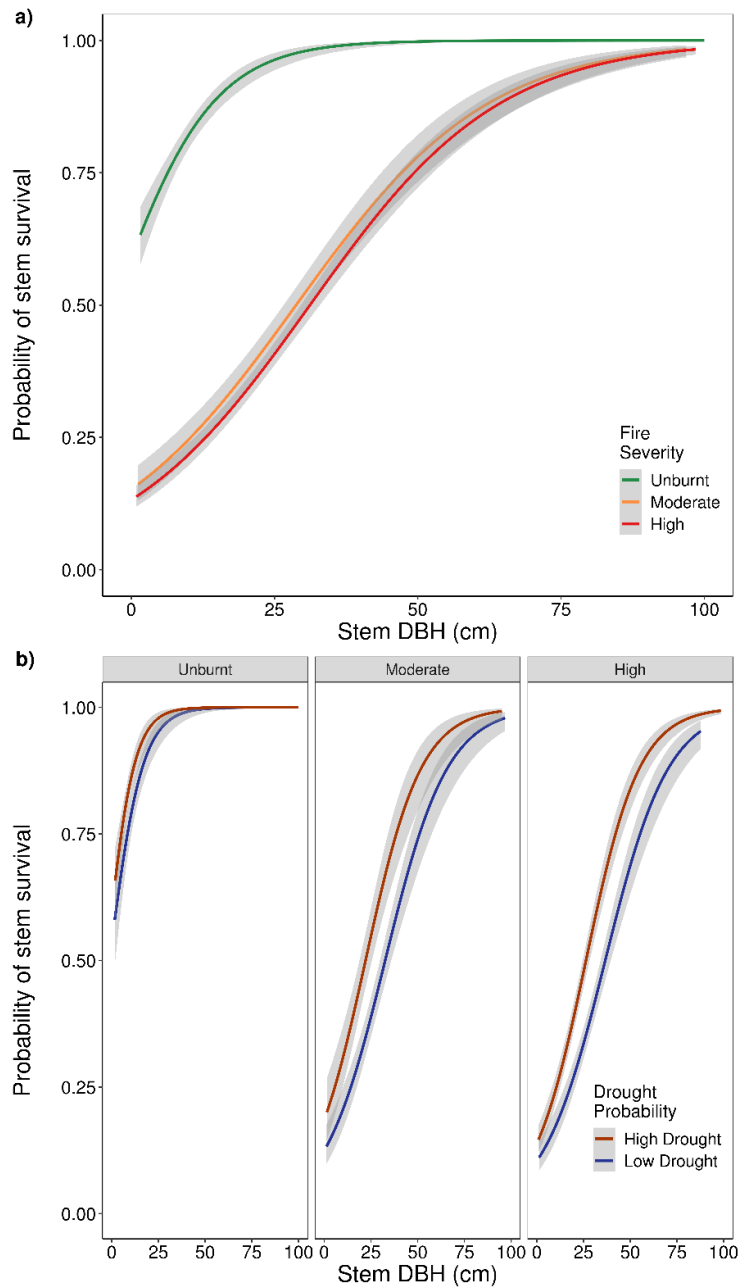 a)
1.00
0.75
0.50
0.25
0.00
Probability of stem survival
Fire
Severity
Unburnt
Moderate
High
0 25 50 75 100
Stem DBH (cm)
b)
Unburnt Moderate High
1.00
0.75
0.50
0.25
0.00
Probability of stem survival
Drought
Probability
High Drought
Low Drought
0 25 50 75 100 0 25 50 75 100 0 25 50 75 100
Stem DBH (cm)